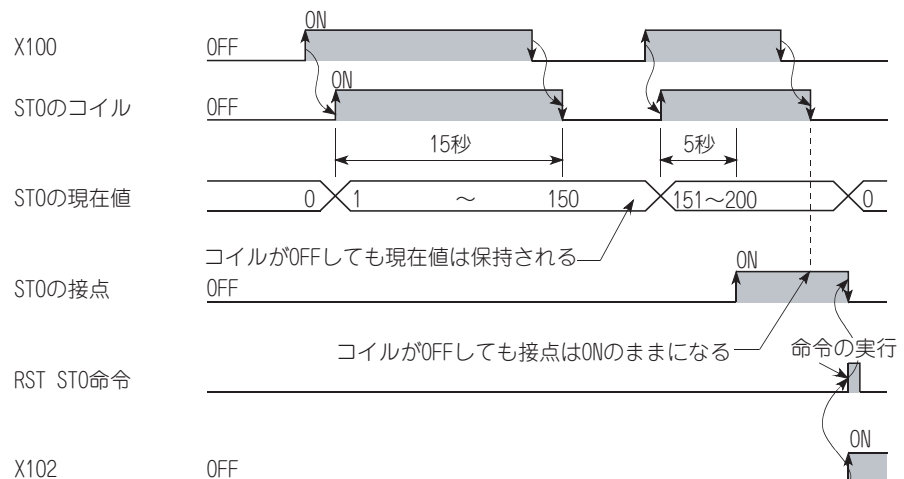 ON
X100 OFF
ON
ST0のコイル OFF
15秒 5秒
ST0の現在値 0 1 ～ 150 151～200 0
コイルがOFFしても現在値は保持される
ON
ST0の接点 OFF
コイルがOFFしても接点はONのままになる 命令の実行
RST ST0命令
ON
X102 OFF